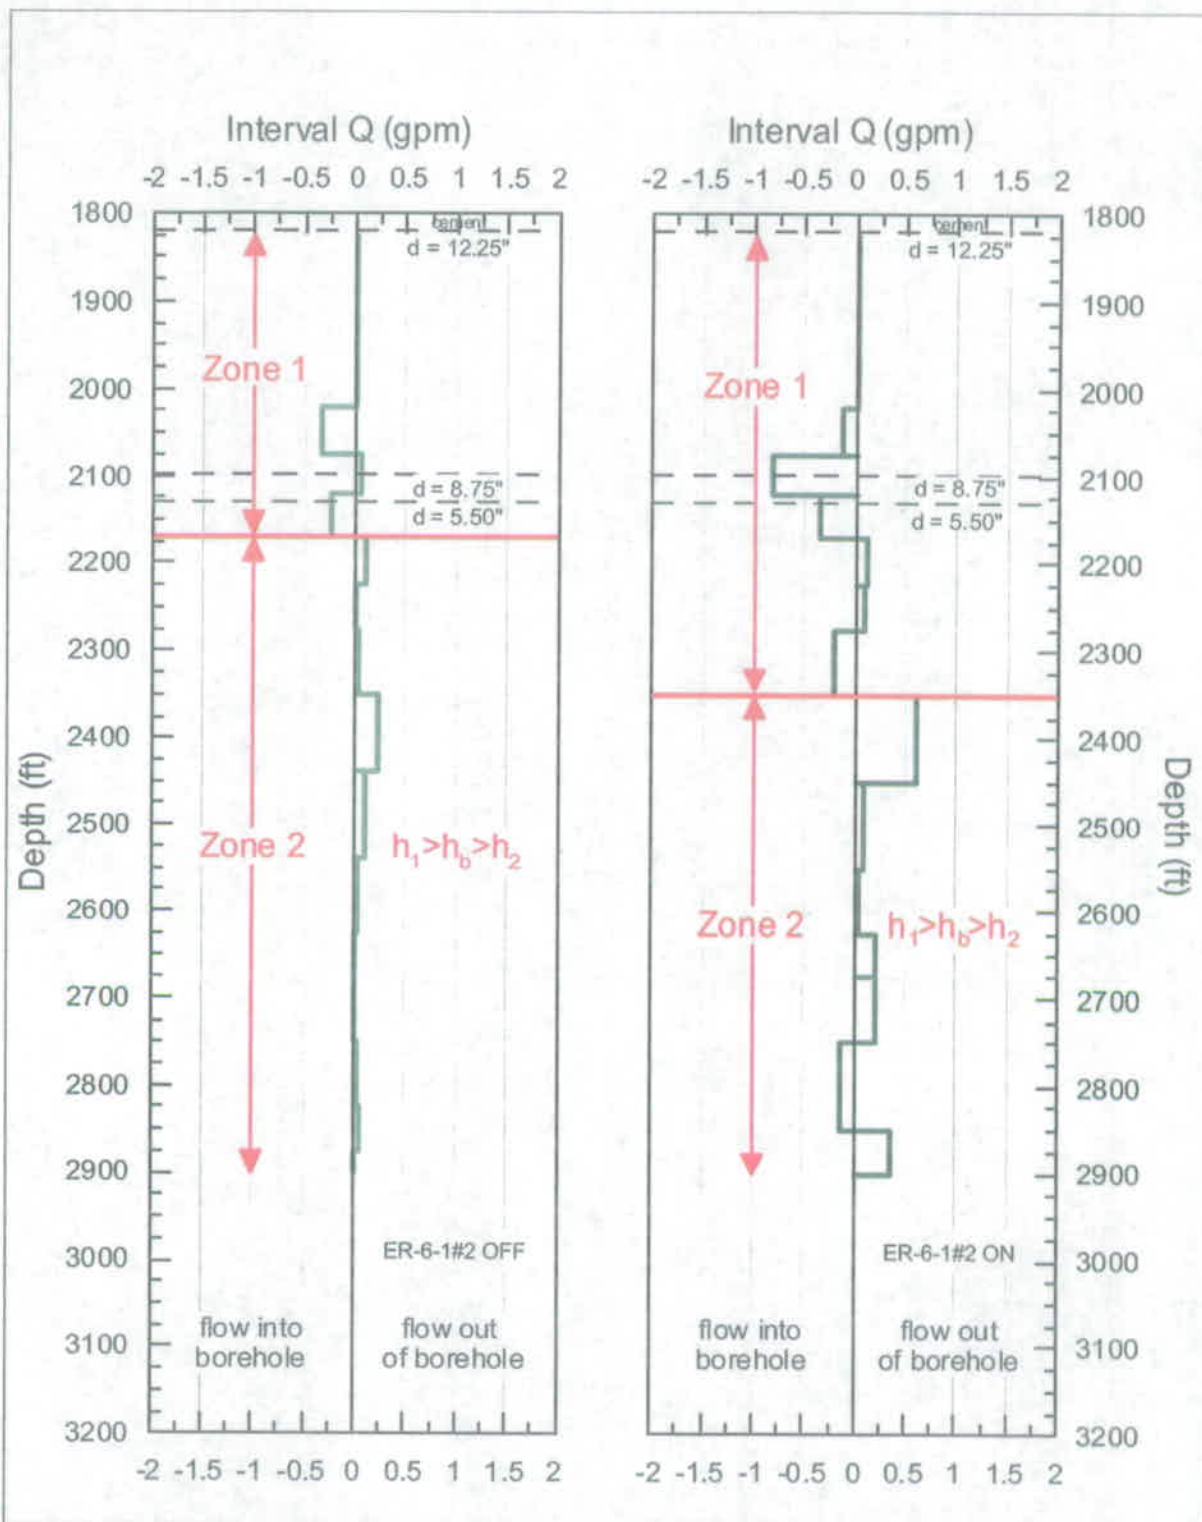 Interval Q (gpm)
-2 -1.5 -1 -0.5 0 0.5 1 1.5 2
1800
1900
2000
2100
2200
2300
2400
2500
2600
2700
2800
2900
3000
3100
3200
Depth (ft)
cement
d = 12.25"
Zone 1
d = 8.75"
d = 5.50"
Zone 2
h1>hb>h2
ER-6-1#2 OFF
flow into
borehole
flow out
of borehole
-2 -1.5 -1 -0.5 0 0.5 1 1.5 2
Interval Q (gpm)
-2 -1.5 -1 -0.5 0 0.5 1 1.5 2
cement
d = 12.25"
Zone 1
d = 8.75"
d = 5.50"
Zone 2
h1>hb>h2
ER-6-1#2 ON
flow into
borehole
flow out
of borehole
1800
1900
2000
2100
2200
2300
2400
2500
2600
2700
2800
2900
3000
3100
3200
Depth (ft)
-2 -1.5 -1 -0.5 0 0.5 1 1.5 2